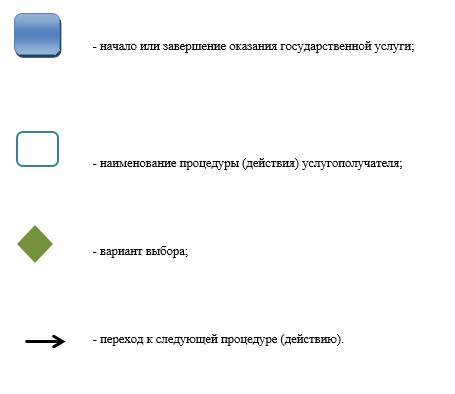 - начало или завершение оказания государственной услуги;
- наименование процедуры (действия) услугополучателя;
- вариант выбора;
- переход к следующей процедуре (действию).